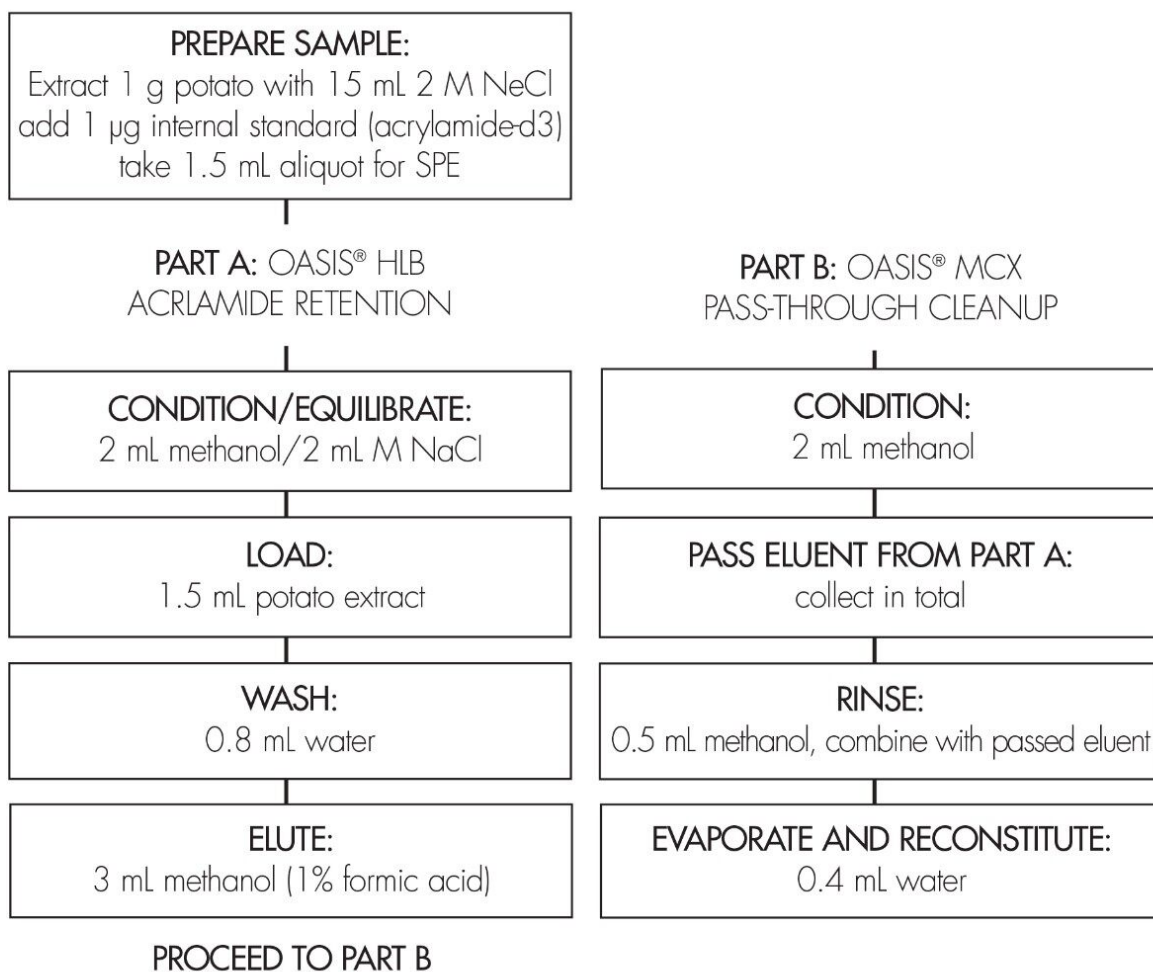 PREPARE SAMPLE:
Extract 1 g potato with 15 mL 2 M NeCl
add 1 µg internal standard (acrylamide-d3)
take 1.5 mL aliquot for SPE
PART A: OASIS® HLB
ACRLAMIDE RETENTION
CONDITION/EQUILIBRATE:
2 mL methanol/2 mL M NaCl
LOAD:
1.5 mL potato extract
WASH:
0.8 mL water
ELUTE:
3 mL methanol (1% formic acid)
PROCEED TO PART B
PART B: OASIS® MCX
PASS-THROUGH CLEANUP
CONDITION:
2 mL methanol
PASS ELUENT FROM PART A:
collect in total
RINSE:
0.5 mL methanol, combine with passed eluent
EVAPORATE AND RECONSTITUTE:
0.4 mL water